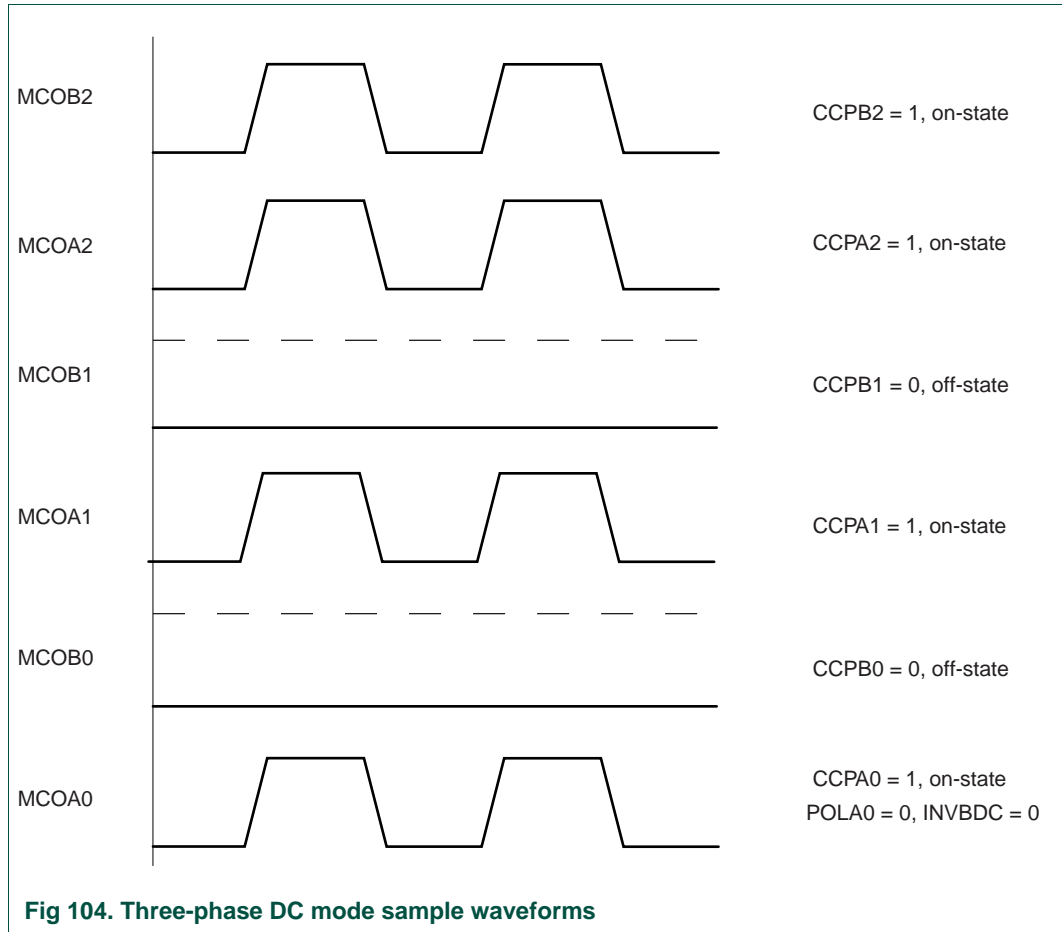 MCOB2
CCPB2 = 1, on-state
MCOA2
CCPA2 = 1, on-state
MCOB1
CCPB1 = 0, off-state
MCOA1
CCPA1 = 1, on-state
MCOB0
CCPB0 = 0, off-state
MCOA0
CCPA0 = 1, on-state
POLA0 = 0, INVBDC = 0
Fig 104. Three-phase DC mode sample waveforms